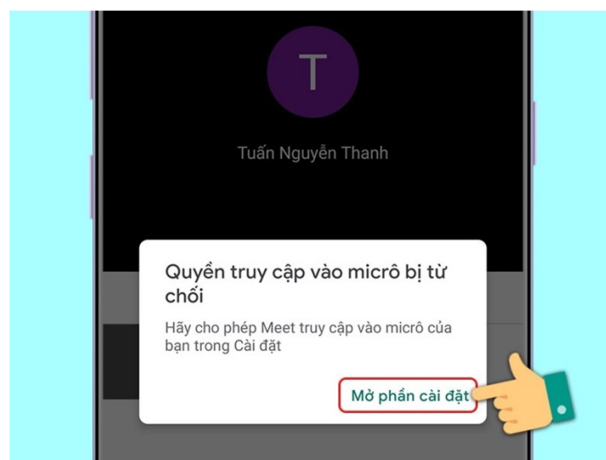 T
Tuấn Nguyễn Thanh
Quyền truy cập vào micrô bị từ
chối
Hãy cho phép Meet truy cập vào micrô của
bạn trong Cài đặt
Mở phần cài đặt